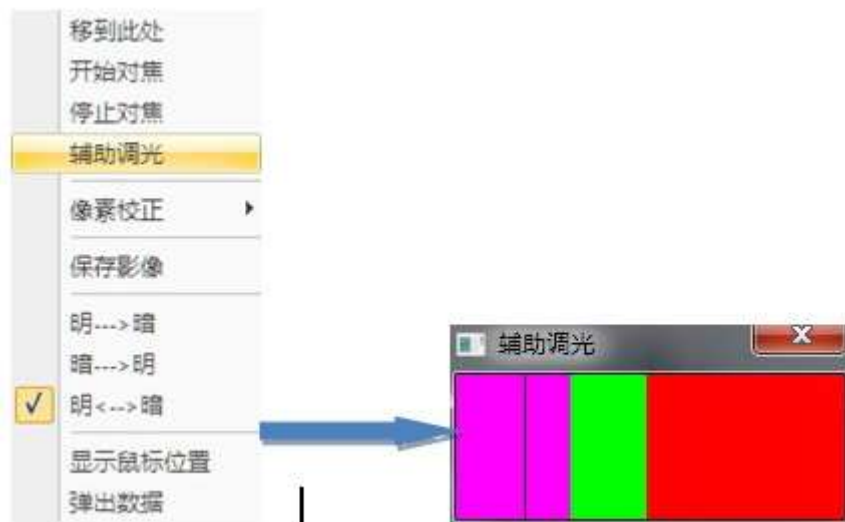 移到此处
开始对焦
停止对焦
辅助调光
像素校正
保存影像
明--->暗
暗--->明
明<-->暗
显示鼠标位置
弹出数据
辅助调光